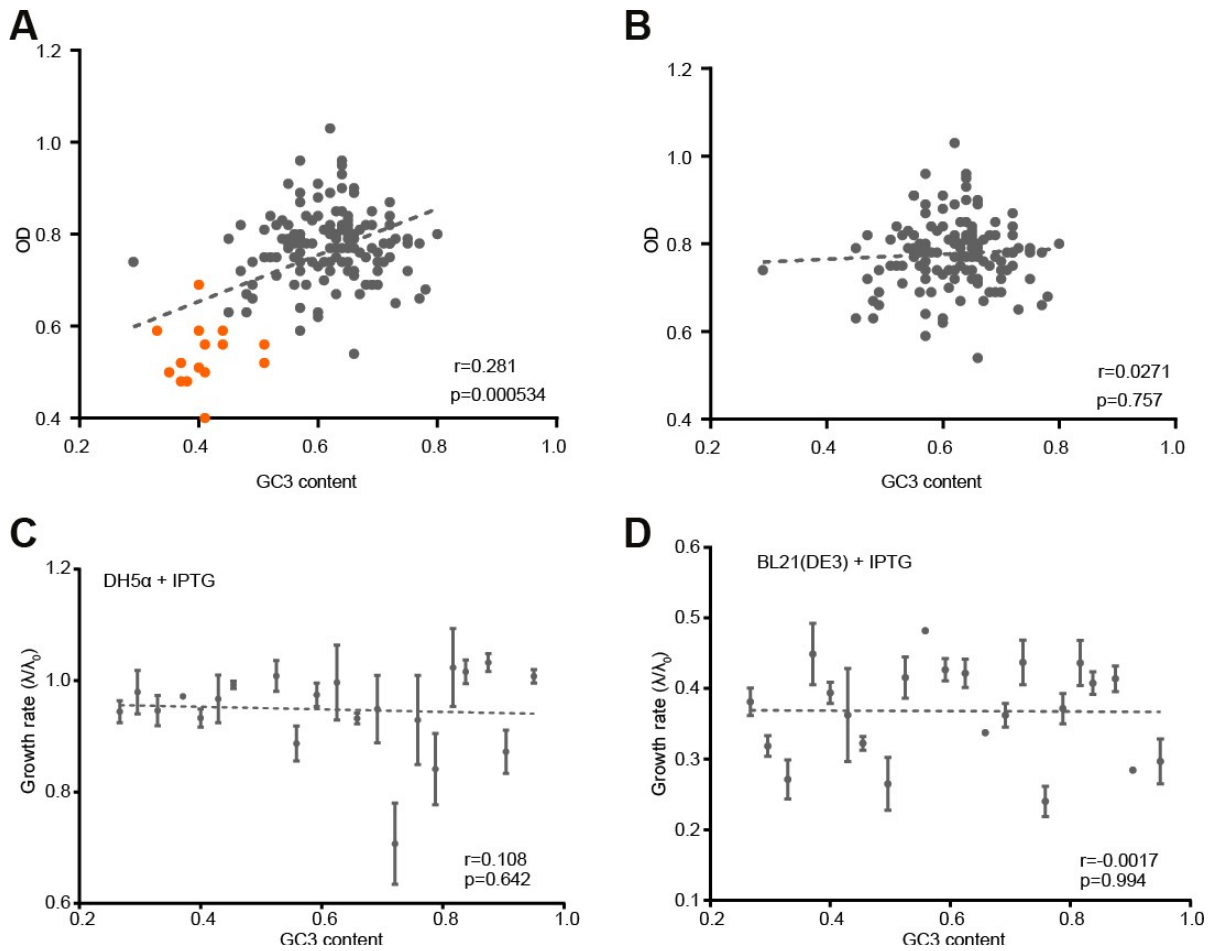 A
1.2
1.0
0.8
0.6
0.4
OD
0.2
0.4
0.6
0.8
1.0
GC3 content
r=0.281
p=0.000534
B
1.2
1.0
0.8
0.6
0.4
OD
0.2
0.4
0.6
0.8
1.0
GC3 content
r=0.0271
p=0.757
C
1.2
1.0
0.8
0.6
Growth rate (λ/λ₀)
DH5α + IPTG
r=0.108
p=0.642
0.2
0.4
0.6
0.8
1.0
GC3 content
D
0.6
0.5
0.4
0.3
0.2
0.1
Growth rate (λ/λ₀)
BL21(DE3) + IPTG
r=-0.0017
p=0.994
0.2
0.4
0.6
0.8
1.0
GC3 content